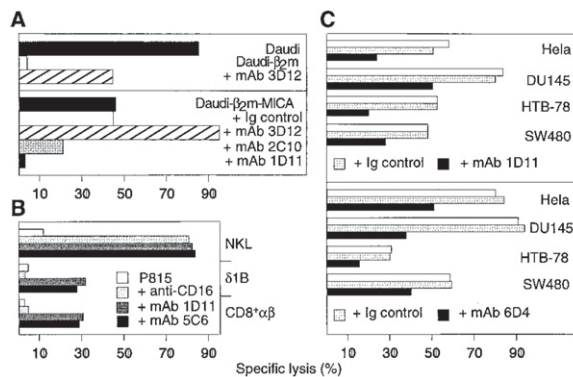 A
Daudi
Daudi-β2m
+ mAb 3D12
Daudi-β2m-MICA
+ Ig control
+ mAb 3D12
+ mAb 2C10
+ mAb 1D11
10 30 50 70 90
B
NKL
δ1B
CD8+αβ
P815
+ anti-CD16
+ mAb 1D11
+ mAb 5C6
10 30 50 70 90
C
Hela
DU145
HTB-78
SW480
+ Ig control + mAb 1D11
Hela
DU145
HTB-78
SW480
+ Ig control + mAb 6D4
10 30 50 70 90
Specific lysis (%)